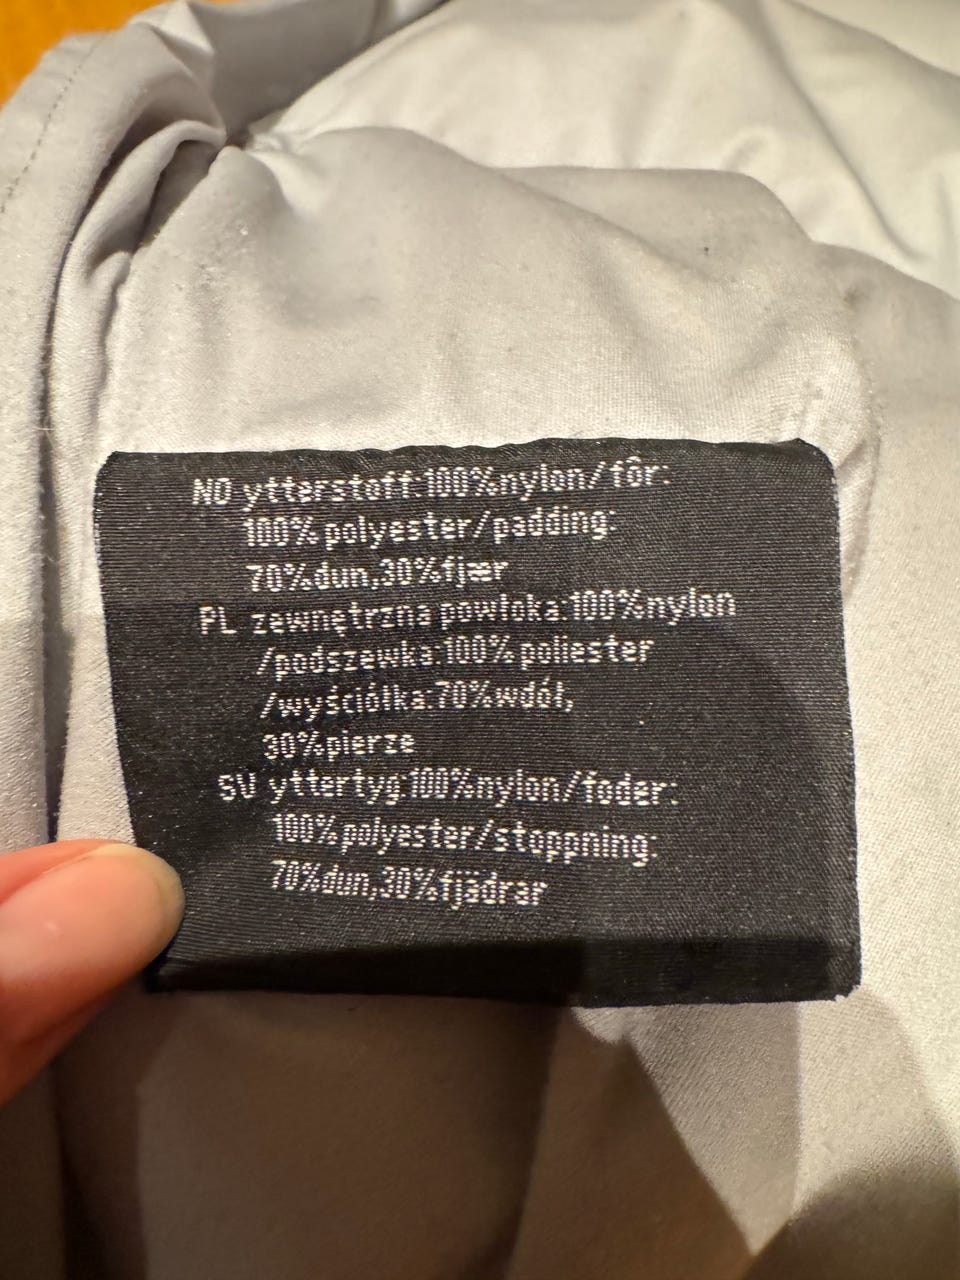 NO ytterstoff:100%nylon/fôr:
100%polyester/padding:
70%dun,30%fjær
PL zewnętrzna powłoka:100%nylon
/podszewka:100%poliester
/wyściółka:70%wdół,
30%pierze
SV yttertyg:100%nylon/foder:
100%polyester/stoppning:
70%dun,30%fjädrar